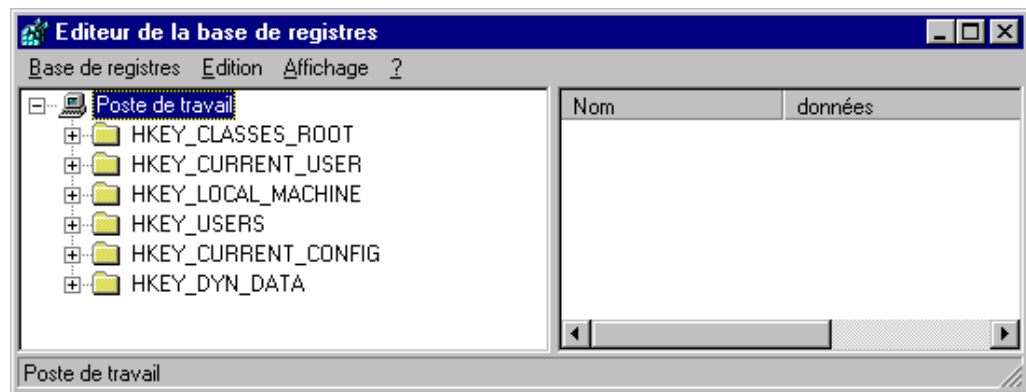 Editeur de la base de registres
Base de registres Edition Affichage ?
Poste de travail
HKEY_CLASSES_ROOT
HKEY_CURRENT_USER
HKEY_LOCAL_MACHINE
HKEY_USERS
HKEY_CURRENT_CONFIG
HKEY_DYN_DATA
Nom données
Poste de travail